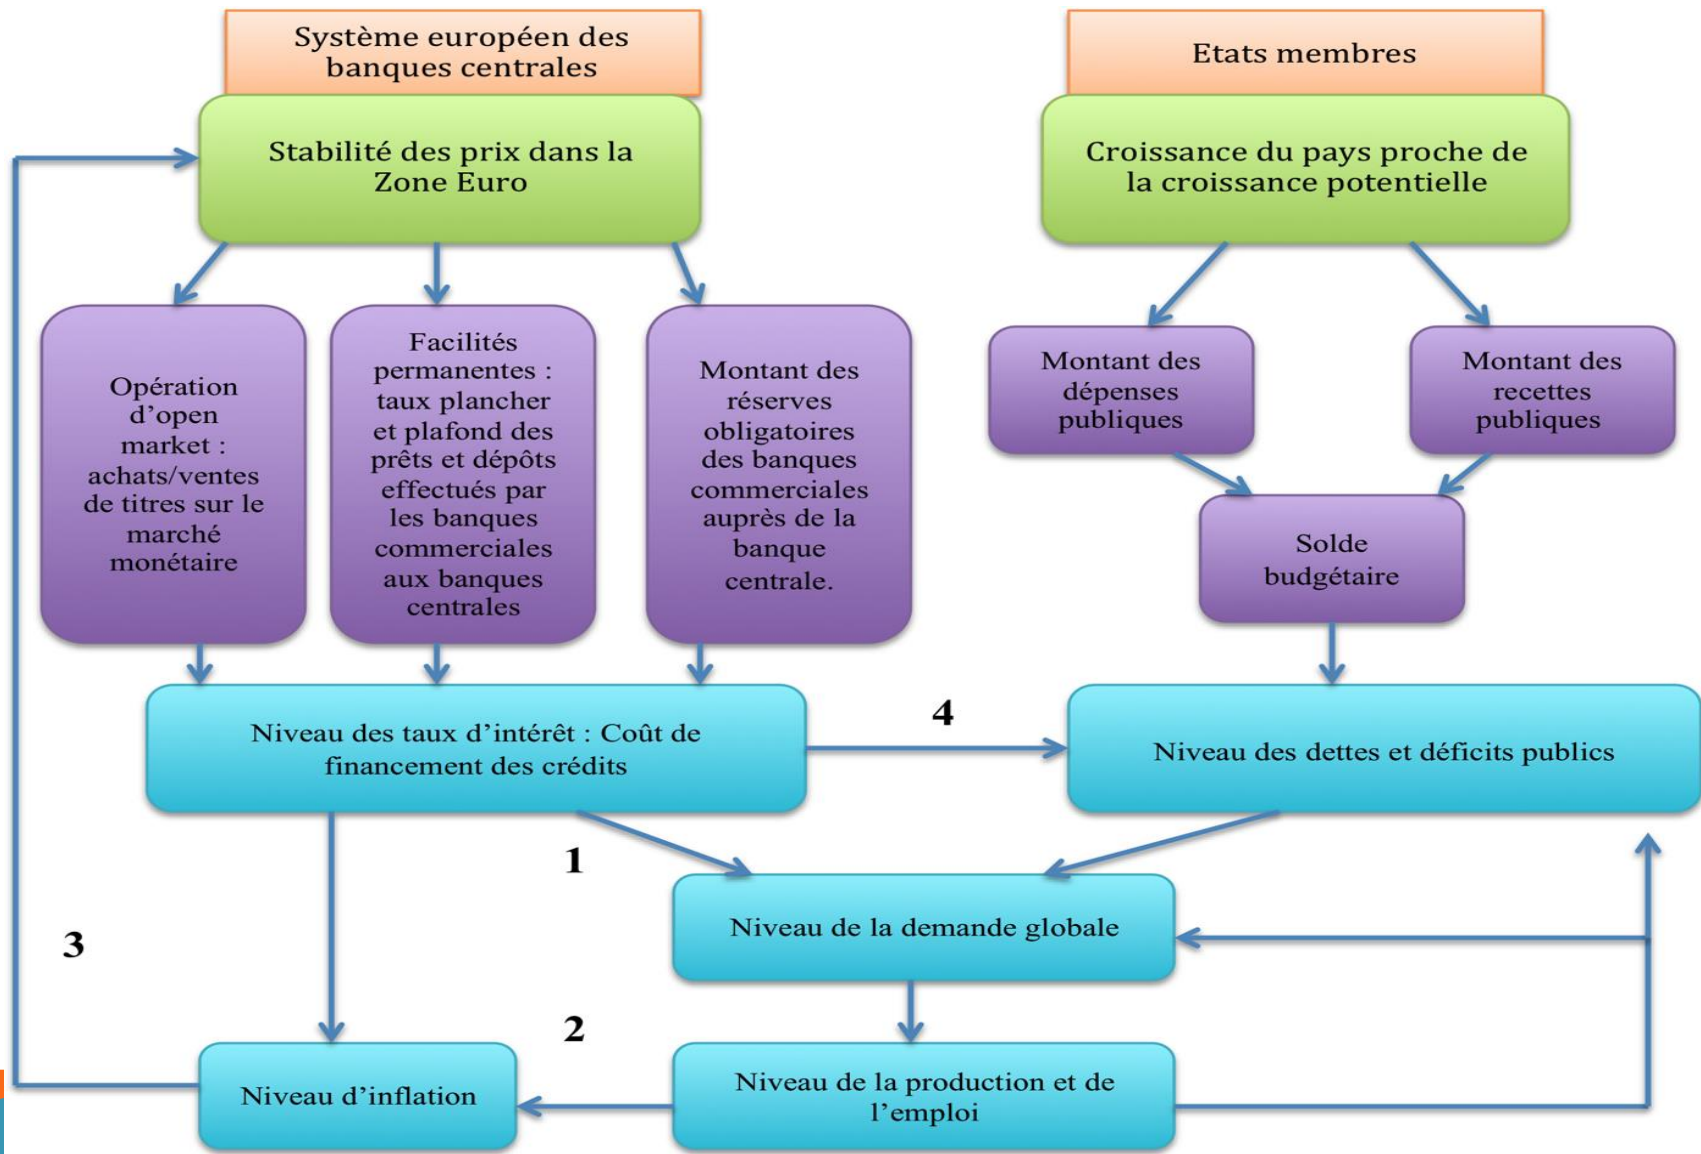 Système européen des
banques centrales
Etats membres
Stabilité des prix dans la
Zone Euro
Croissance du pays proche de
la croissance potentielle
Opération
d’open
market :
achats/ventes
de titres sur le
marché
monétaire
Facilités
permanentes :
taux plancher
et plafond des
prêts et dépôts
effectués par
les banques
commerciales
aux banques
centrales
Montant des
réserves
obligatoires
des banques
commerciales
auprès de la
banque
centrale.
Montant des
dépenses
publiques
Montant des
recettes
publiques
Solde
budgétaire
Niveau des taux d’intérêt : Coût de
financement des crédits
4
Niveau des dettes et déficits publics
1
Niveau de la demande globale
3
2
Niveau d’inflation
Niveau de la production et de
l’emploi